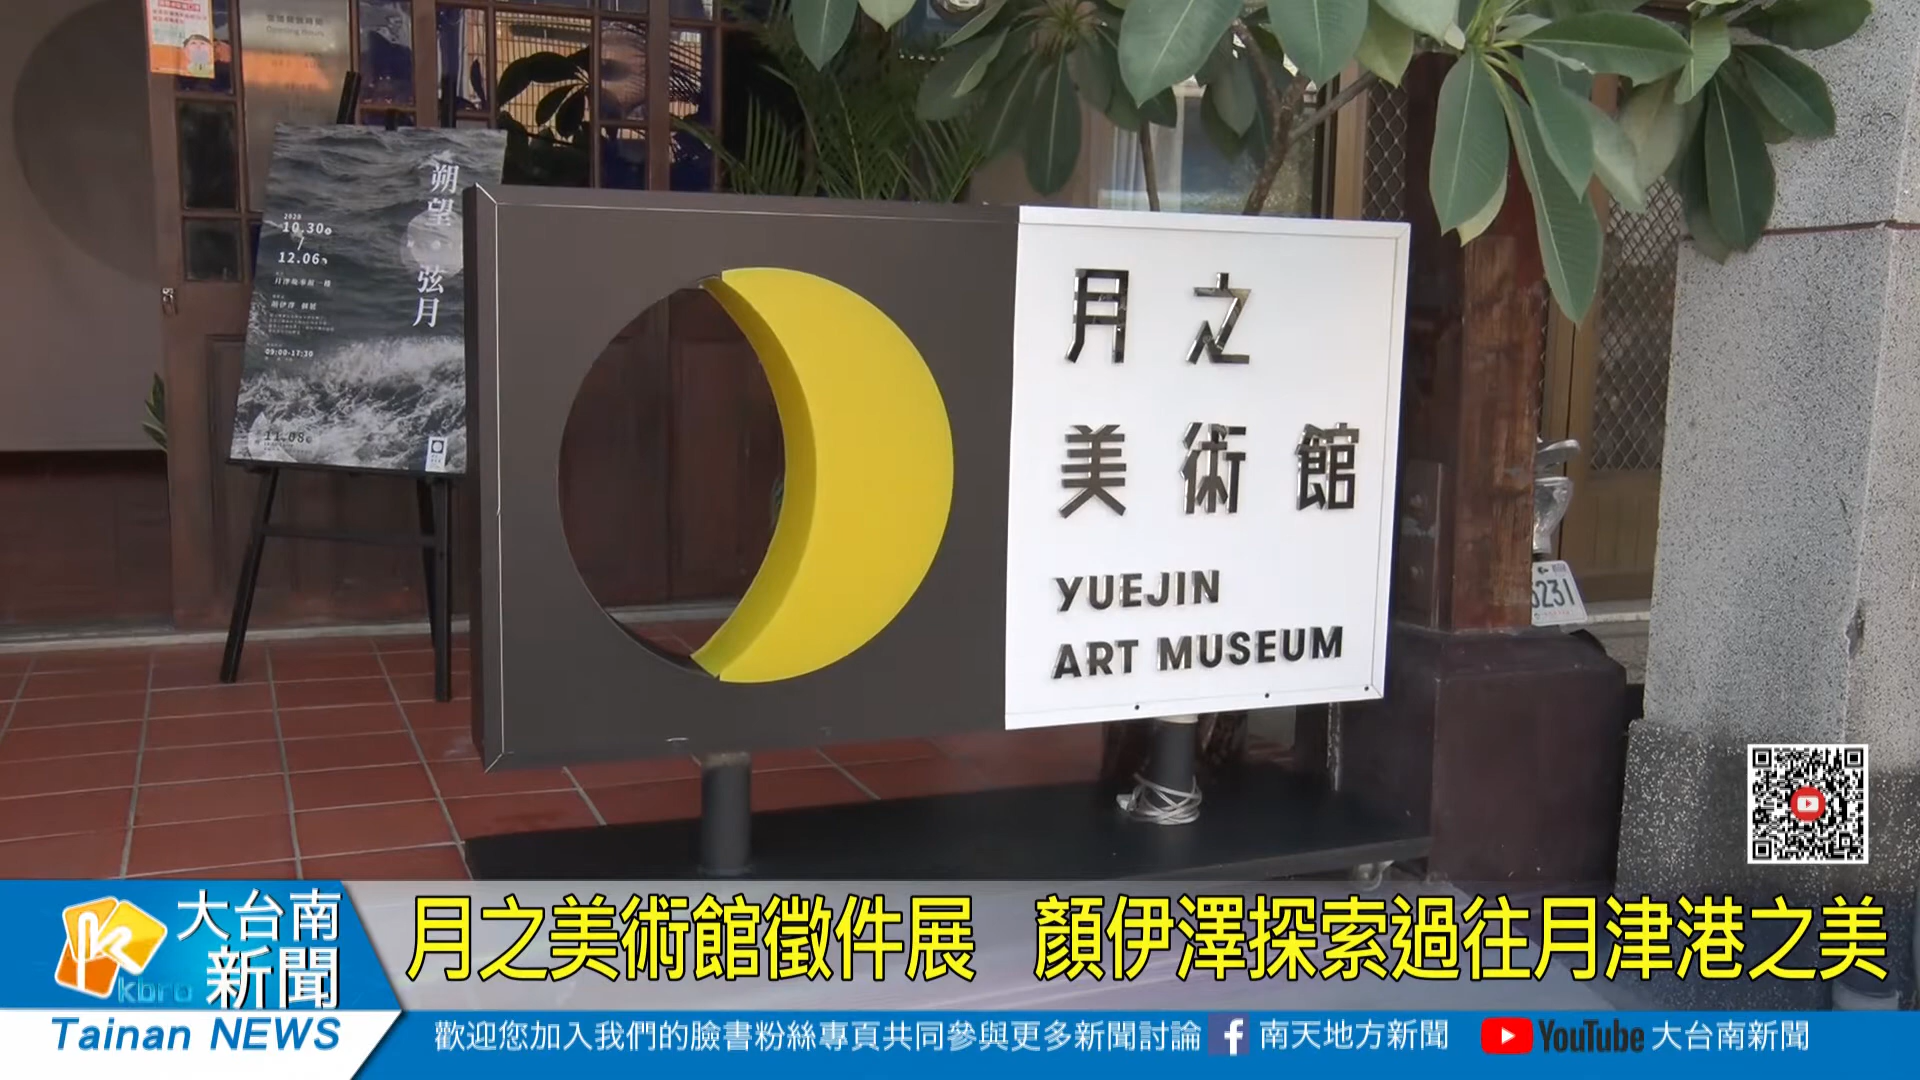 Opening Hours
朔望
弦月
2020
10.30
/
12.06
09:00-17:30
11.08
月之
美術館
YUEJIN
ART MUSEUM
3231
kbro
大台南
新聞
Tainan NEWS
月之美術館徵件展 顏伊澤探索過往月津港之美
歡迎您加入我們的臉書粉絲專頁共同參與更多新聞討論 f 南天地方新聞 YouTube 大台南新聞